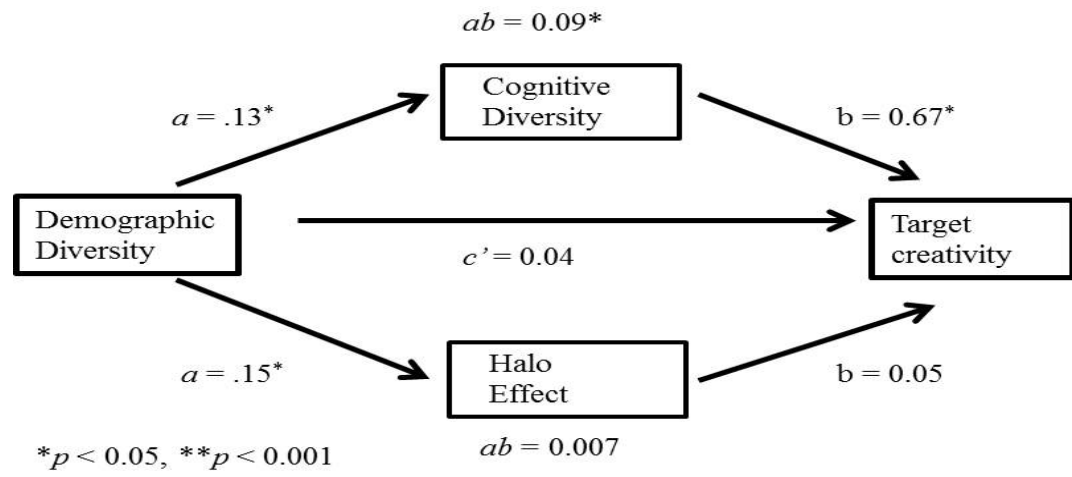 ab = 0.09*
Cognitive
Diversity
a = .13*
b = 0.67*
Demographic
Diversity
Target
creativity
c’ = 0.04
Halo
Effect
a = .15*
b = 0.05
ab = 0.007
*p < 0.05, **p < 0.001